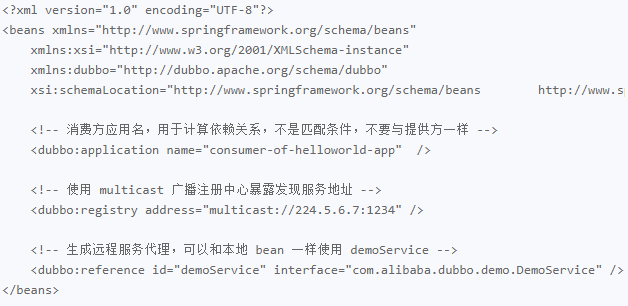 <?xml version="1.0" encoding="UTF-8"?>
<beans xmlns="http://www.springframework.org/schema/beans"
    xmlns:xsi="http://www.w3.org/2001/XMLSchema-instance"
    xmlns:dubbo="http://dubbo.apache.org/schema/dubbo"
    xsi:schemaLocation="http://www.springframework.org/schema/beans        http://www.s
    <!-- 消费方应用名，用于计算依赖关系，不是匹配条件，不要与提供方一样 -->
    <dubbo:application name="consumer-of-helloworld-app"  />
    <!-- 使用 multicast 广播注册中心暴露发现服务地址 -->
    <dubbo:registry address="multicast://224.5.6.7:1234" />
    <!-- 生成远程服务代理，可以和本地 bean 一样使用 demoService -->
    <dubbo:reference id="demoService" interface="com.alibaba.dubbo.demo.DemoService" />
</beans>